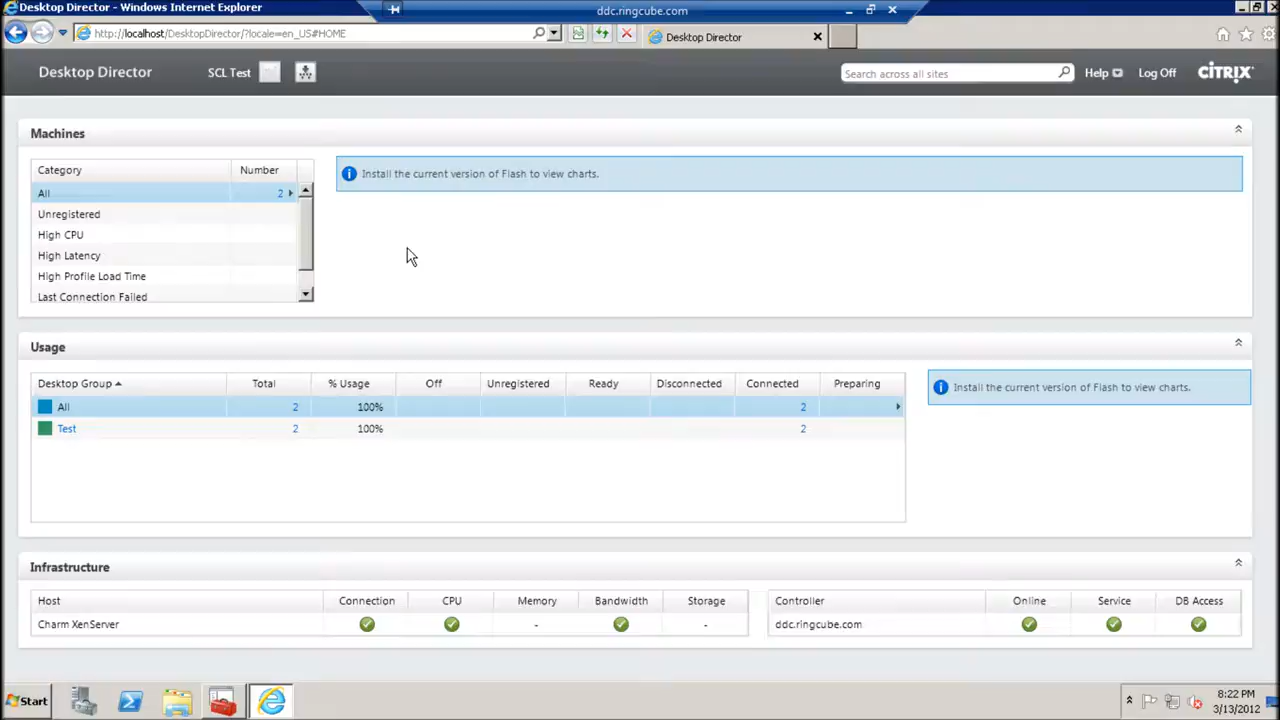 Desktop Director - Windows Internet Explorer
ddc.ringcube.com
http://localhost/DesktopDirector/?locale=en_US#HOME
Desktop Director
Desktop Director
SCL Test
Search across all sites
Help
Log Off
CITRIX
Machines
Category Number
All 2
Unregistered
High CPU
High Latency
High Profile Load Time
Last Connection Failed
Install the current version of Flash to view charts.
Usage
Desktop Group Total % Usage Off Unregistered Ready Disconnected Connected Preparing
All 2 100% 2
Test 2 100% 2
Install the current version of Flash to view charts.
Infrastructure
Host Connection CPU Memory Bandwidth Storage
Charm XenServer - -
Controller Online Service DB Access
ddc.ringcube.com
Start
8:22 PM
3/13/2012